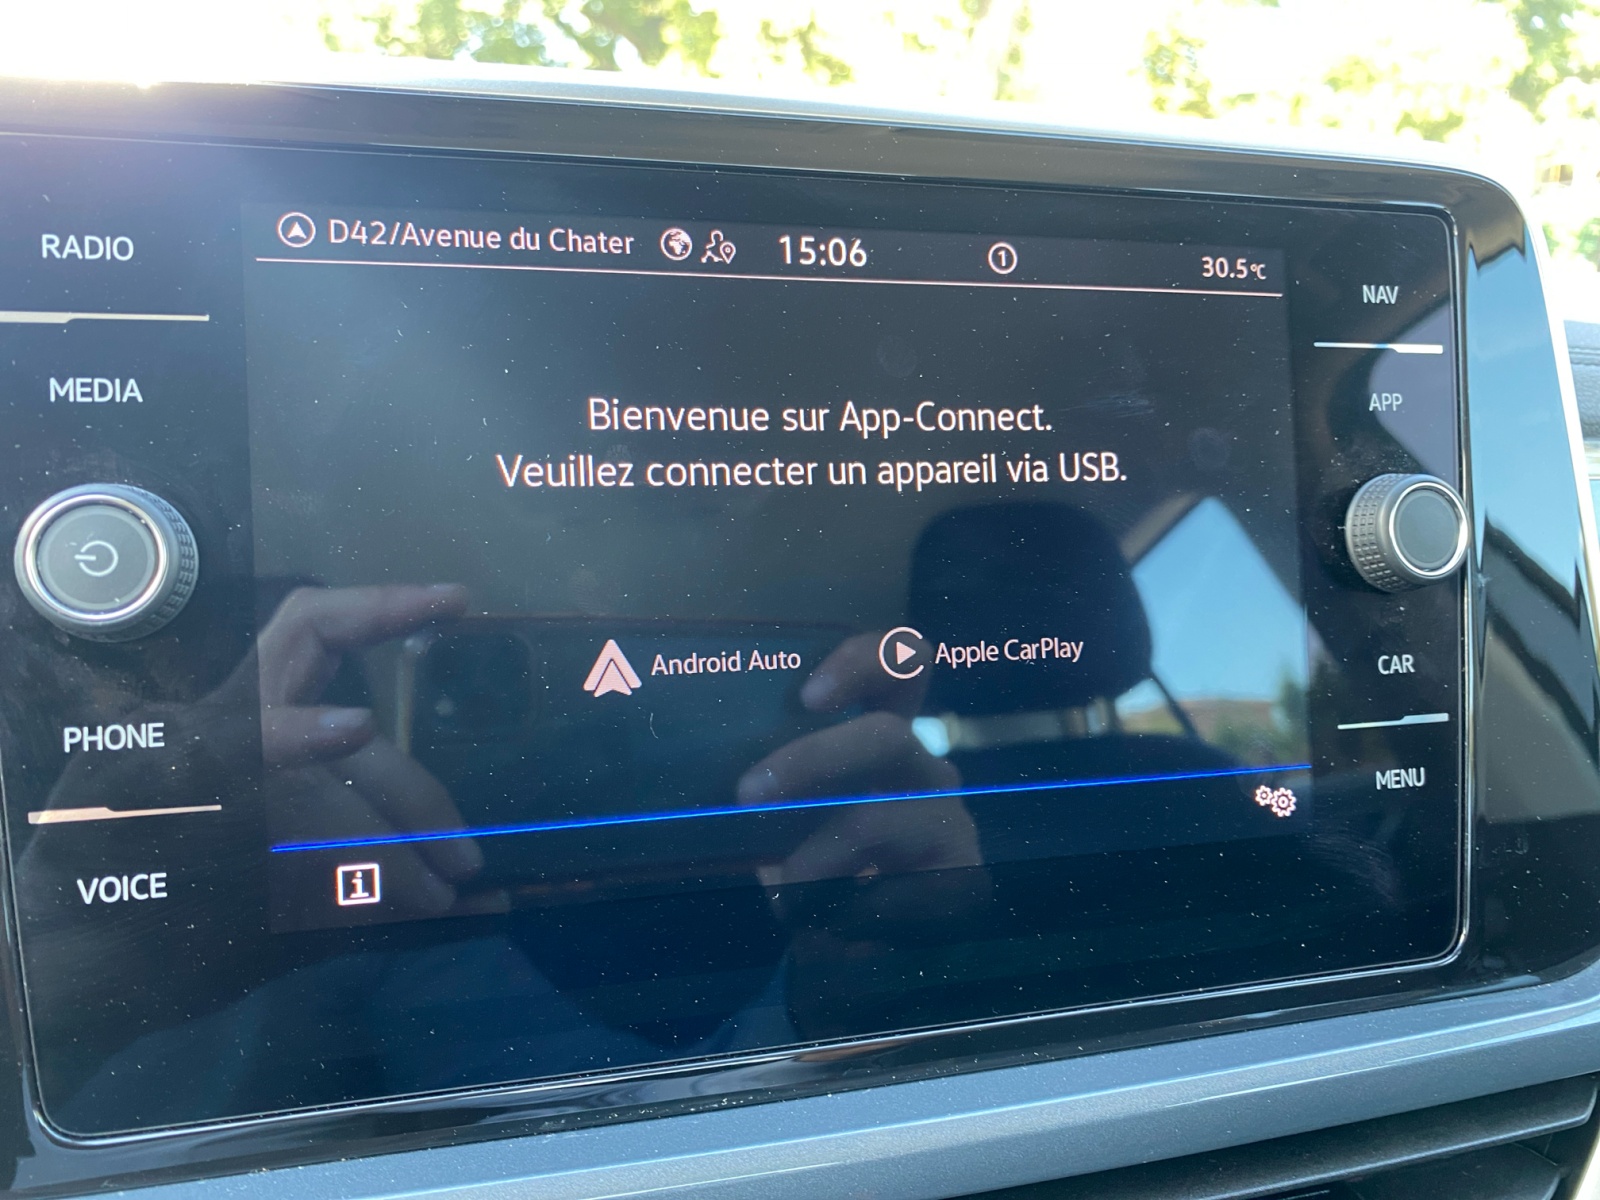 RADIO
MEDIA
PHONE
VOICE
D42/Avenue du Chater
15:06
1
30.5°C
Bienvenue sur App-Connect.
Veuillez connecter un appareil via USB.
Android Auto
Apple CarPlay
i
NAV
APP
CAR
MENU